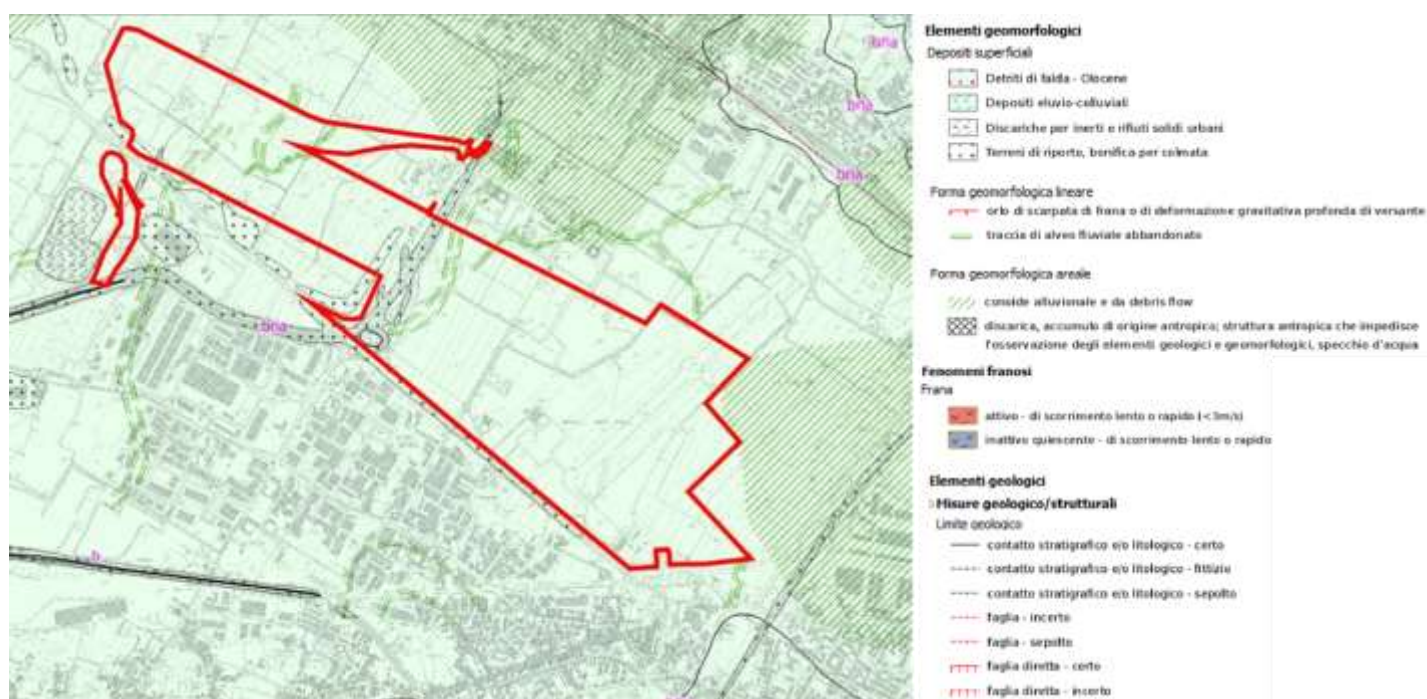 bna
bna
bna
bna
b
Elementi geomorfologici
Depositi superficiali
Detriti di falda - Olocene
Depositi eluvio-colluviali
Discariche per inerti e rifiuti solidi urbani
Terreni di riporto, bonifica per colmata
Forma geomorfologica lineare
orlo di scarpata di frana o di deformazione gravitativa profonda di versante
traccia di alveo fluviale abbandonato
Forma geomorfologica areale
conoide alluvionale e da debris flow
discarica, accumulo di origine antropica; struttura antropica che impedisce
l'osservazione degli elementi geologici e geomorfologici, specchio d'acqua
Fenomeni franosi
Frana
attivo - di scorrimento lento o rapido (<3m/s)
inattivo quiescente - di scorrimento lento o rapido
Elementi geologici
Misure geologico/strutturali
Limite geologico
contatto stratigrafico e/o litologico - certo
contatto stratigrafico e/o litologico - fittizio
contatto stratigrafico e/o litologico - sepolto
faglia - incerto
faglia - sepolto
faglia diretta - certo
faglia diretta - incerto